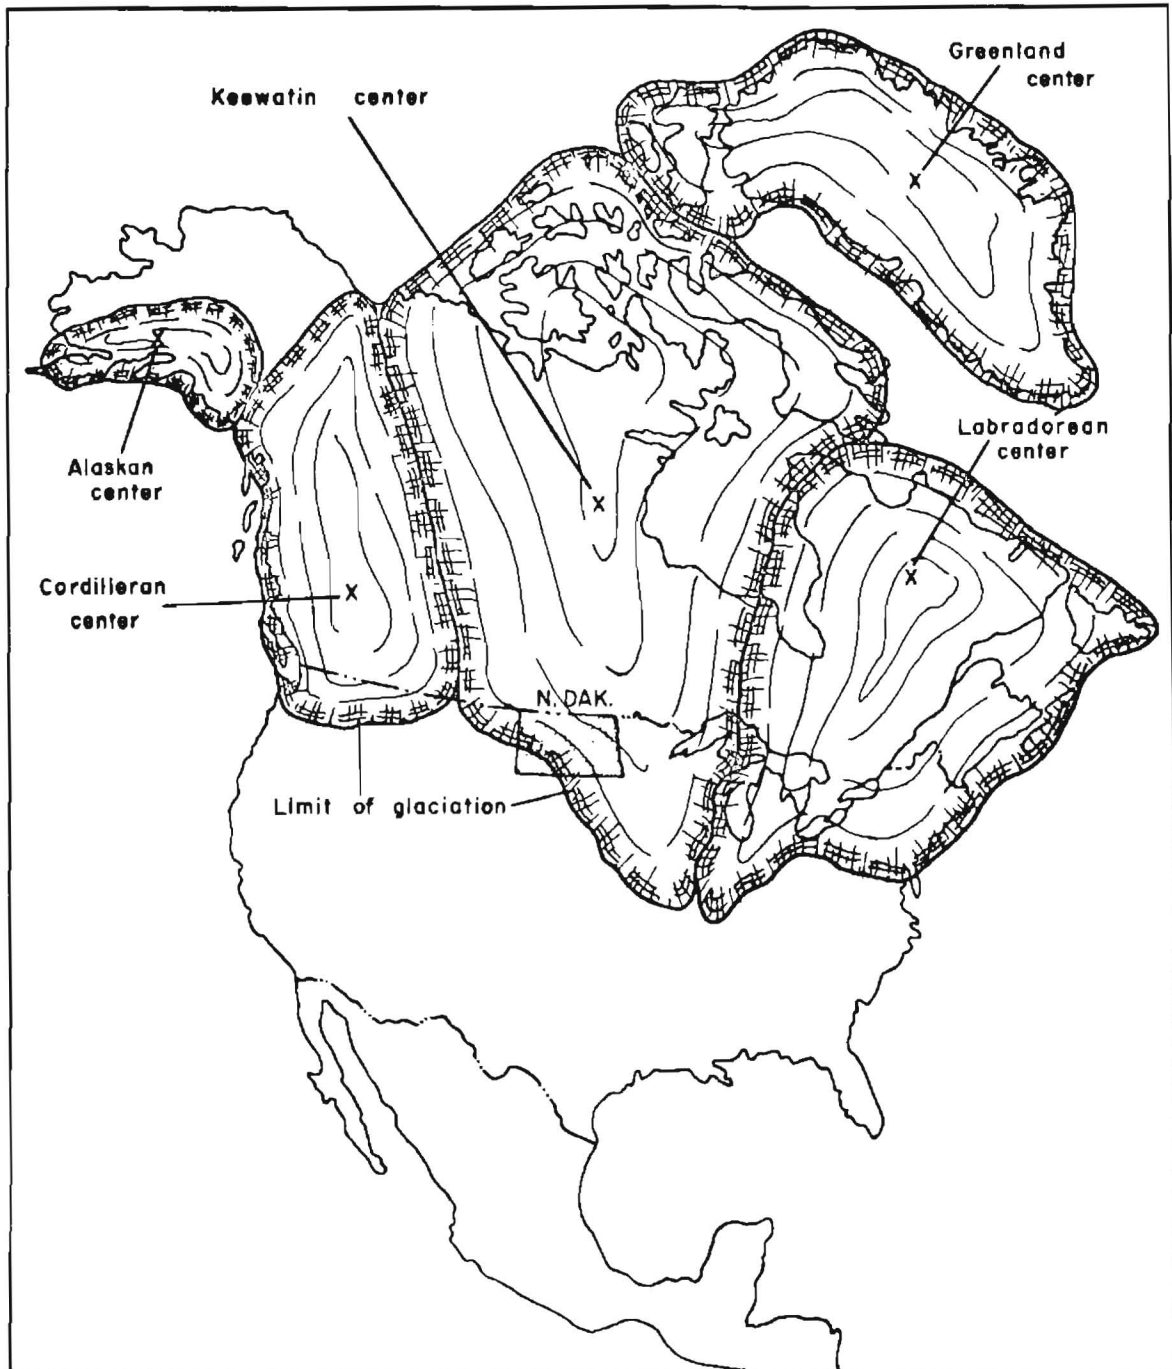 Greenland
center
Keewatin center
Alaskan
center
Labradorean
center
Cordilleran
center
N. DAK.
Limit of glaciation